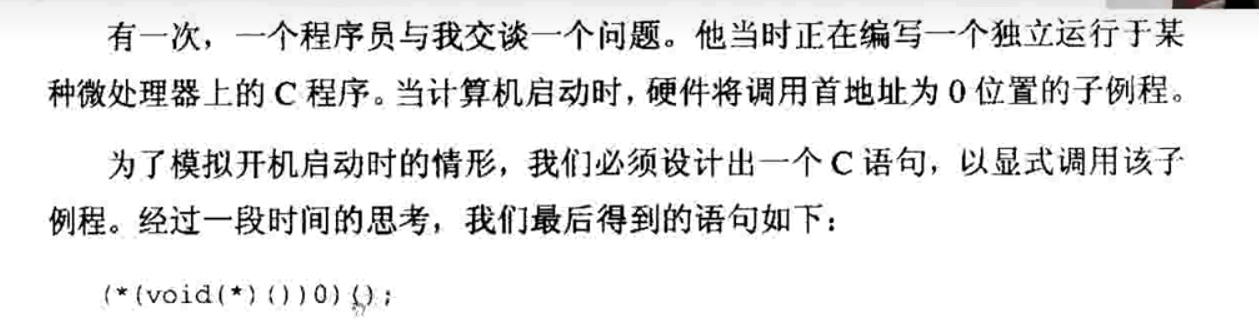 有一次，一个程序员与我交谈一个问题。他当时正在编写一个独立运行于某
种微处理器上的 C 程序。当计算机启动时，硬件将调用首地址为 0 位置的子例程。
为了模拟开机启动时的情形，我们必须设计出一个 C 语句，以显式调用该子
例程。经过一段时间的思考，我们最后得到的语句如下：
(*(void(*)())0)();